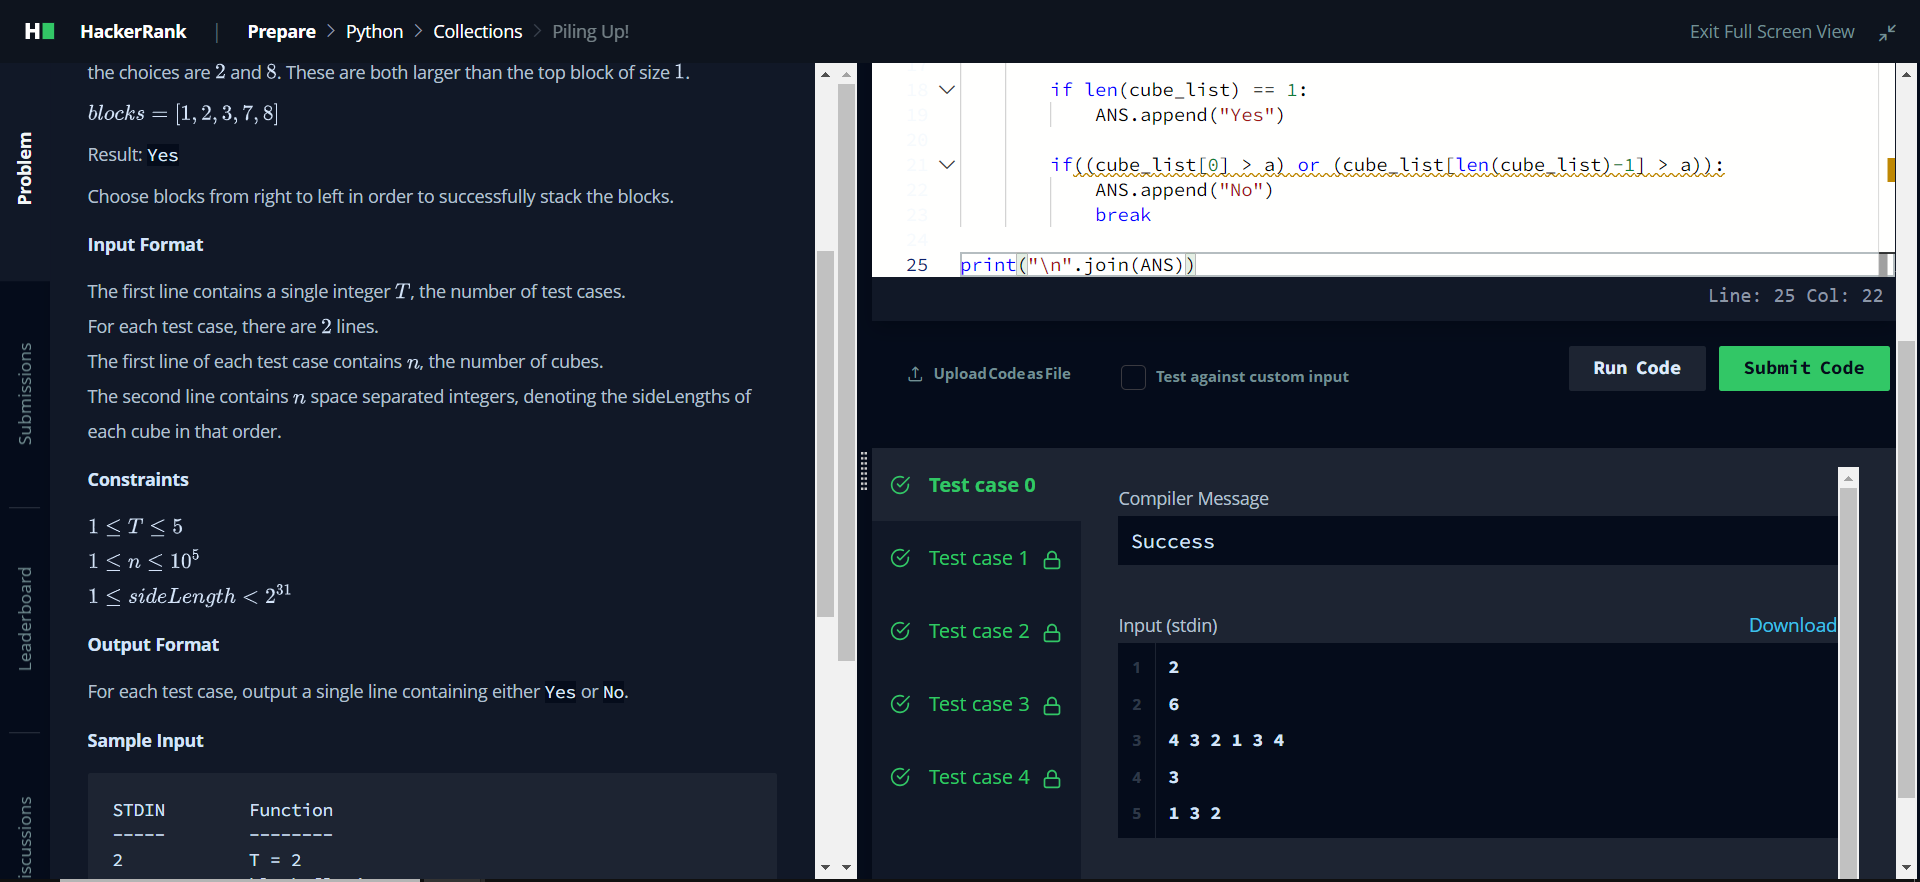 HackerRank | Prepare > Python > Collections > Piling Up!
Exit Full Screen View
Problem
Submissions
Leaderboard
iscussions
the choices are 2 and 8. These are both larger than the top block of size 1.
blocks = [1, 2, 3, 7, 8]
Result: Yes
Choose blocks from right to left in order to successfully stack the blocks.
Input Format
The first line contains a single integer T, the number of test cases.
For each test case, there are 2 lines.
The first line of each test case contains n, the number of cubes.
The second line contains n space separated integers, denoting the sideLengths of
each cube in that order.
Constraints
1 ≤ T ≤ 5
1 ≤ n ≤ 10⁵
1 ≤ sideLength < 2³¹
Output Format
For each test case, output a single line containing either Yes or No.
Sample Input
STDIN Function
----- --------
2 T = 2
18 if len(cube_list) == 1:
19 ANS.append("Yes")
20
21 if((cube_list[0] > a) or (cube_list[len(cube_list)-1] > a)):
22 ANS.append("No")
23 break
24
25 print("\n".join(ANS))
Line: 25 Col: 22
Upload Code as File
Test against custom input
Run Code
Submit Code
Test case 0
Test case 1
Test case 2
Test case 3
Test case 4
Compiler Message
Success
Input (stdin)
Download
1 2
2 6
3 4 3 2 1 3 4
4 3
5 1 3 2